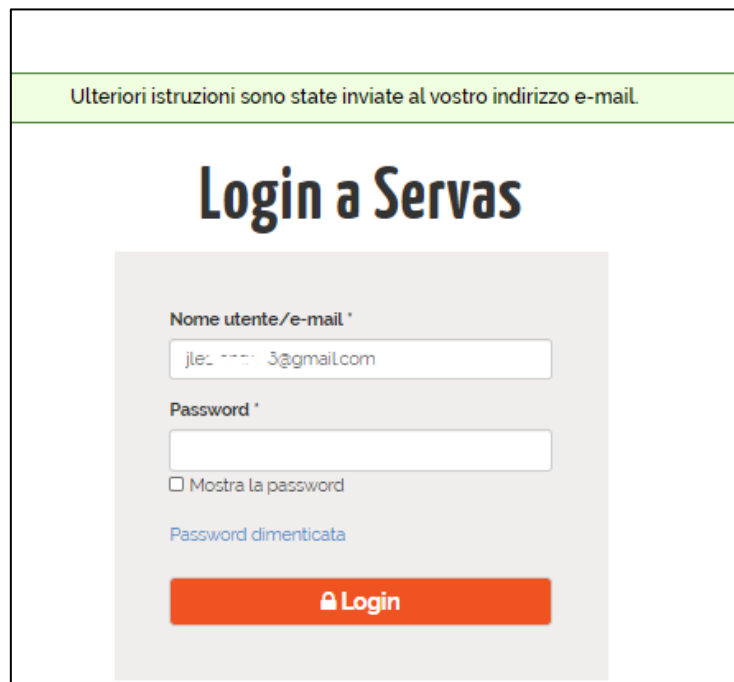 Ulteriori istruzioni sono state inviate al vostro indirizzo e-mail.
Login a Servas
Nome utente/e-mail *
@gmail.com
Password *
Mostra la password
Password dimenticata
Login